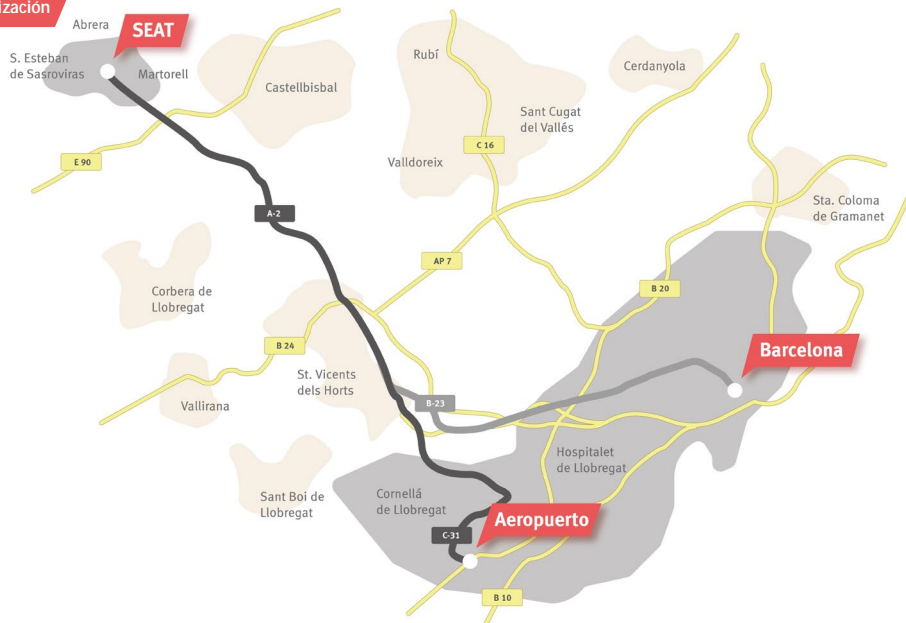 ización
Abrera
SEAT
S. Esteban
de Sasroviras
Martorell
Castellbisbal
Rubí
Cerdanyola
Sant Cugat
del Vallés
C 16
Valldoreix
E 90
Sta. Coloma
de Gramanet
A-2
AP 7
Corbera de
Llobregat
B 20
B 24
Barcelona
St. Vicents
dels Horts
Vallirana
B-23
Hospitalet
de Llobregat
Sant Boi de
Llobregat
Cornellá
de Llobregat
Aeropuerto
C-31
B 10